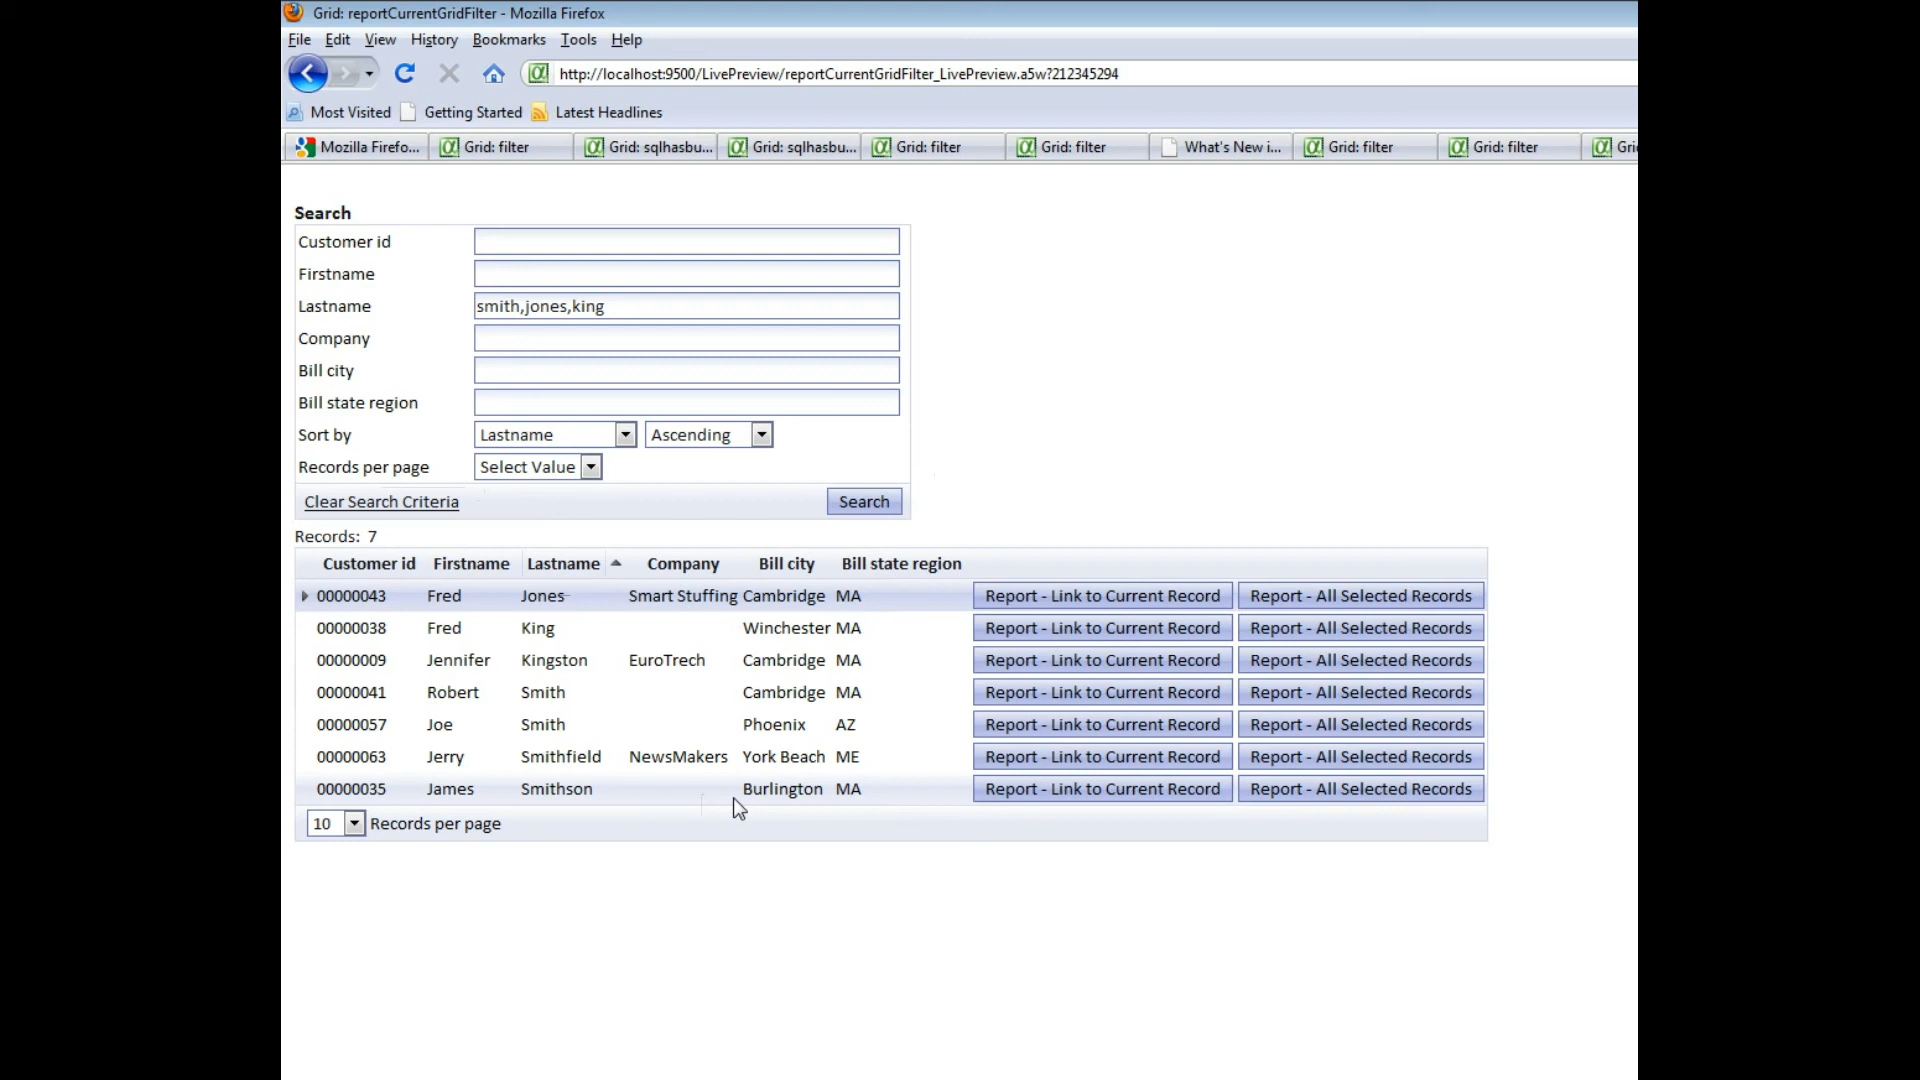 Grid: reportCurrentGridFilter - Mozilla Firefox
File Edit View History Bookmarks Tools Help
http://localhost:9500/LivePreview/reportCurrentGridFilter_LivePreview.a5w?212345294
Most Visited Getting Started Latest Headlines
Mozilla Firefo... Grid: filter Grid: sqlhasbu... Grid: sqlhasbu... Grid: filter Grid: filter What's New i... Grid: filter Grid: filter Gri
Search
Customer id
Firstname
Lastname smith,jones,king
Company
Bill city
Bill state region
Sort by Lastname Ascending
Records per page Select Value
Clear Search Criteria Search
Records: 7
Customer id Firstname Lastname Company Bill city Bill state region
00000043 Fred Jones Smart Stuffing Cambridge MA Report - Link to Current Record Report - All Selected Records
00000038 Fred King Winchester MA Report - Link to Current Record Report - All Selected Records
00000009 Jennifer Kingston EuroTrech Cambridge MA Report - Link to Current Record Report - All Selected Records
00000041 Robert Smith Cambridge MA Report - Link to Current Record Report - All Selected Records
00000057 Joe Smith Phoenix AZ Report - Link to Current Record Report - All Selected Records
00000063 Jerry Smithfield NewsMakers York Beach ME Report - Link to Current Record Report - All Selected Records
00000035 James Smithson Burlington MA Report - Link to Current Record Report - All Selected Records
10 Records per page